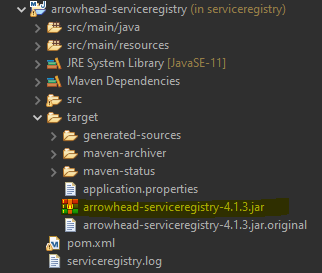 arrowhead-serviceregistry (in serviceregistry)
src/main/java
src/main/resources
JRE System Library [JavaSE-11]
Maven Dependencies
src
target
generated-sources
maven-archiver
maven-status
application.properties
arrowhead-serviceregistry-4.1.3.jar
arrowhead-serviceregistry-4.1.3.jar.original
pom.xml
serviceregistry.log